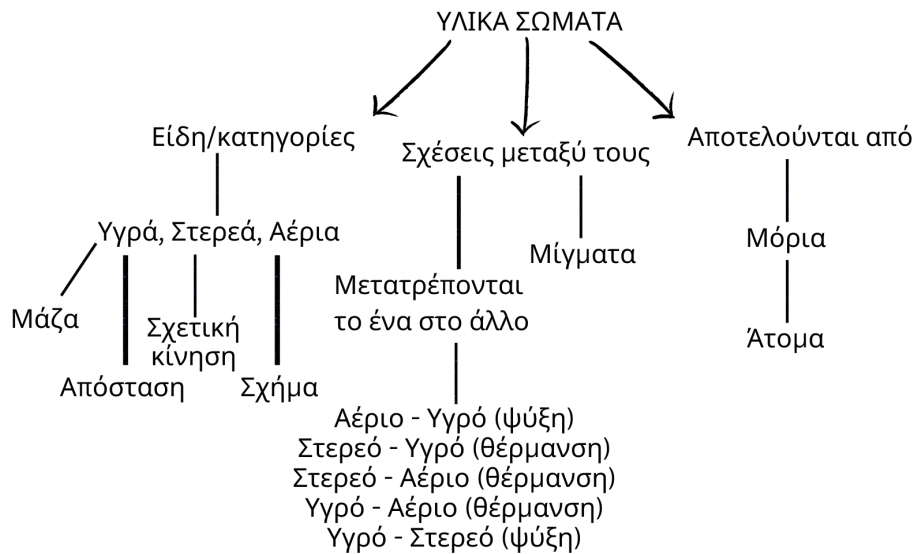 ΥΛΙΚΑ ΣΩΜΑΤΑ
Είδη/κατηγορίες
Υγρά, Στερεά, Αέρια
Μάζα
Απόσταση
Σχετική
κίνηση
Σχήμα
Σχέσεις μεταξύ τους
Μετατρέπονται
το ένα στο άλλο
Αέριο - Υγρό (ψύξη)
Στερεό - Υγρό (θέρμανση)
Στερεό - Αέριο (θέρμανση)
Υγρό - Αέριο (θέρμανση)
Υγρό - Στερεό (ψύξη)
Μίγματα
Αποτελούνται από
Μόρια
Άτομα